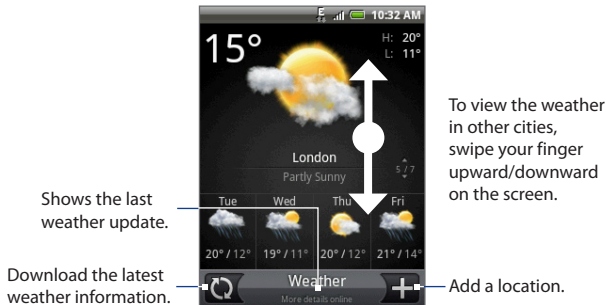 E
10:32 AM
15°
H: 20°
L: 11°
London
Partly Sunny
5 / 7
Tue Wed Thu Fri
20° / 12° 19° / 11° 20° / 12° 21° / 14°
Weather
More details online
To view the weather
in other cities,
swipe your finger
upward/downward
on the screen.
Shows the last
weather update.
Download the latest
weather information.
Add a location.